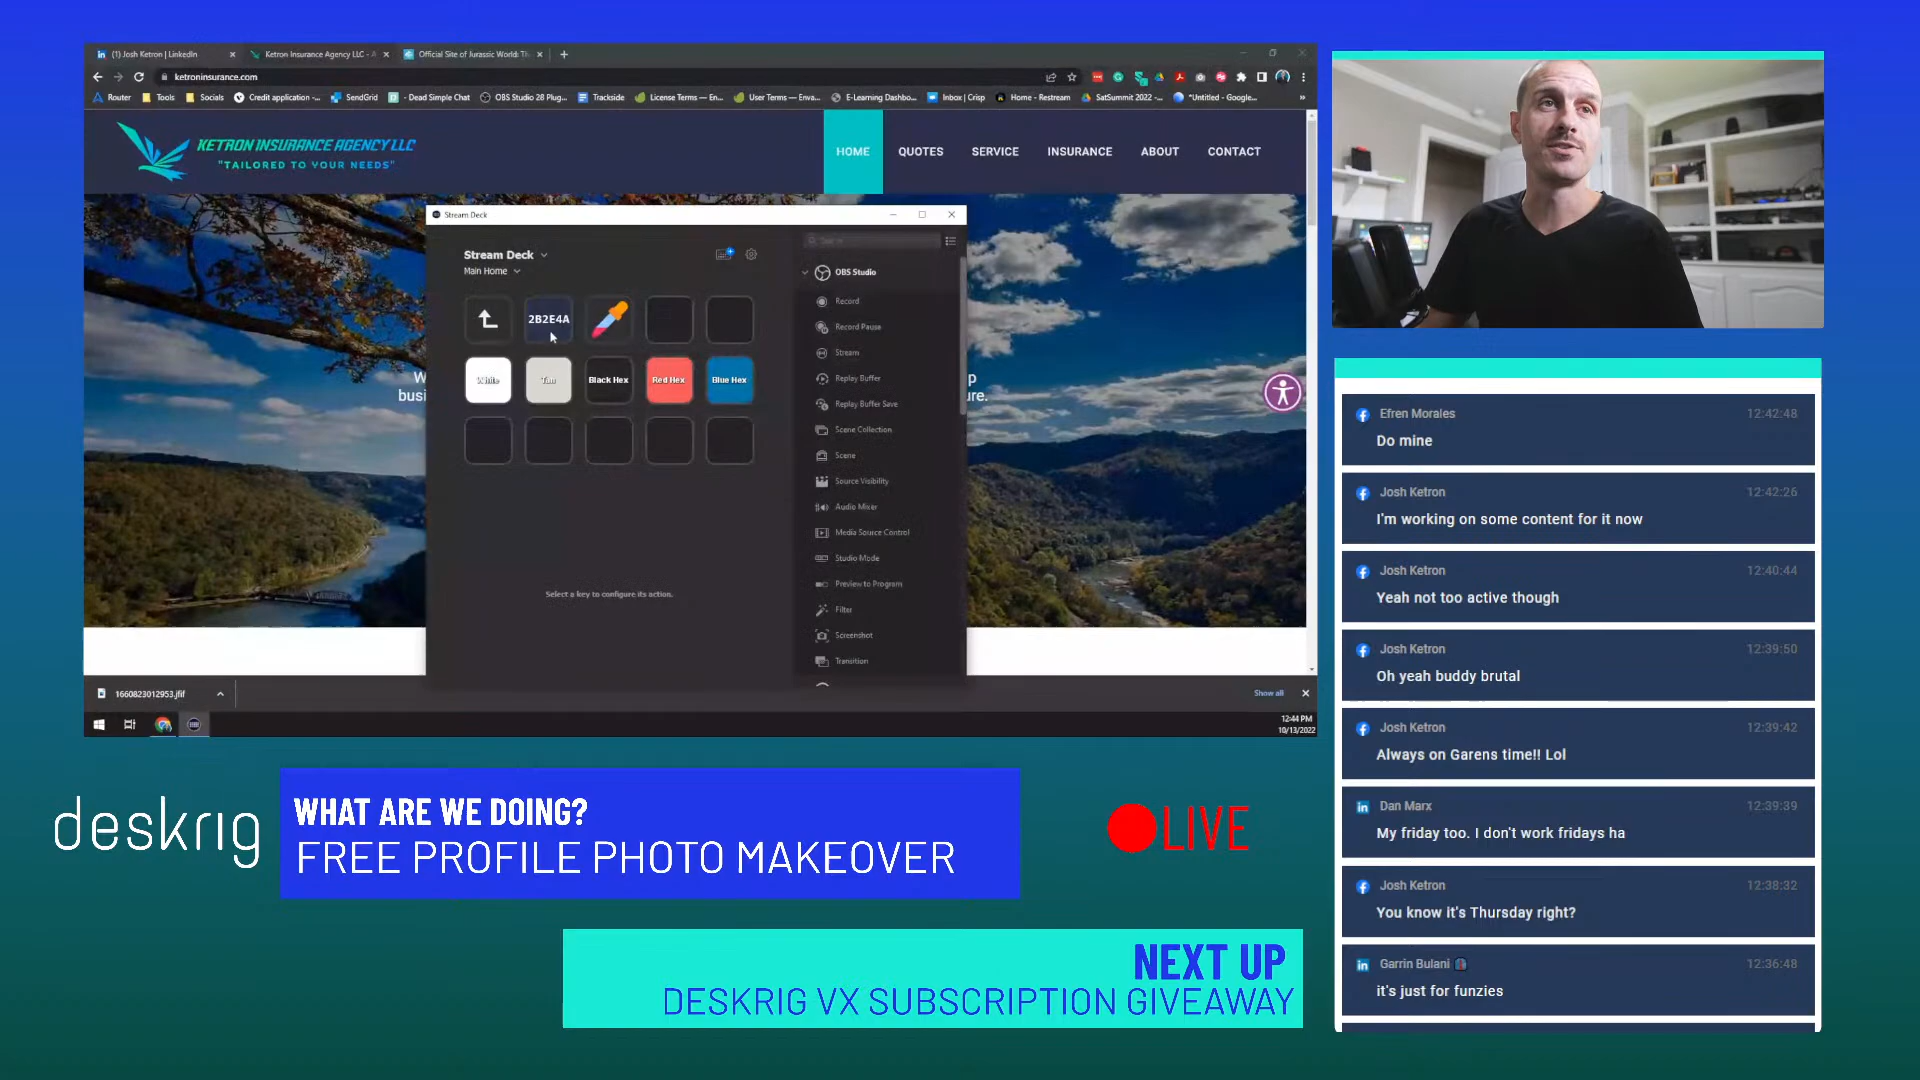 (1) Josh Ketron | LinkedIn
Ketron Insurance Agency LLC - A
Official Site of Jurassic World: Th
ketroninsurance.com
Router
Tools
Socials
Credit application -...
SendGrid
- Dead Simple Chat
OBS Studio 28 Plug...
Trackside
License Terms — En...
User Terms — Enva...
E-Learning Dashbo...
Inbox | Crisp
Home - Restream
SatSummit 2022 -...
*Untitled - Google...
KETRON INSURANCE AGENCY LLC
"TAILORED TO YOUR NEEDS"
HOME
QUOTES
SERVICE
INSURANCE
ABOUT
CONTACT
W
busi
p
ure.
Stream Deck
Stream Deck
Main Home
2B2E4A
White
Tan
Black Hex
Red Hex
Blue Hex
Select a key to configure its action.
OBS Studio
Record
Record Pause
Stream
Replay Buffer
Replay Buffer Save
Scene Collection
Scene
Source Visibility
Audio Mixer
Media Source Control
Studio Mode
Preview to Program
Filter
Screenshot
Transition
1660823012953.jfif
Show all
12:44 PM
10/13/2022
Efren Morales
12:42:48
Do mine
Josh Ketron
12:42:26
I'm working on some content for it now
Josh Ketron
12:40:44
Yeah not too active though
Josh Ketron
12:39:50
Oh yeah buddy brutal
Josh Ketron
12:39:42
Always on Garens time!! Lol
Dan Marx
12:39:39
My friday too. I don't work fridays ha
Josh Ketron
12:38:32
You know it's Thursday right?
Garrin Bulani
12:36:48
it's just for funzies
deskrig
WHAT ARE WE DOING?
FREE PROFILE PHOTO MAKEOVER
LIVE
NEXT UP
DESKRIG VX SUBSCRIPTION GIVEAWAY